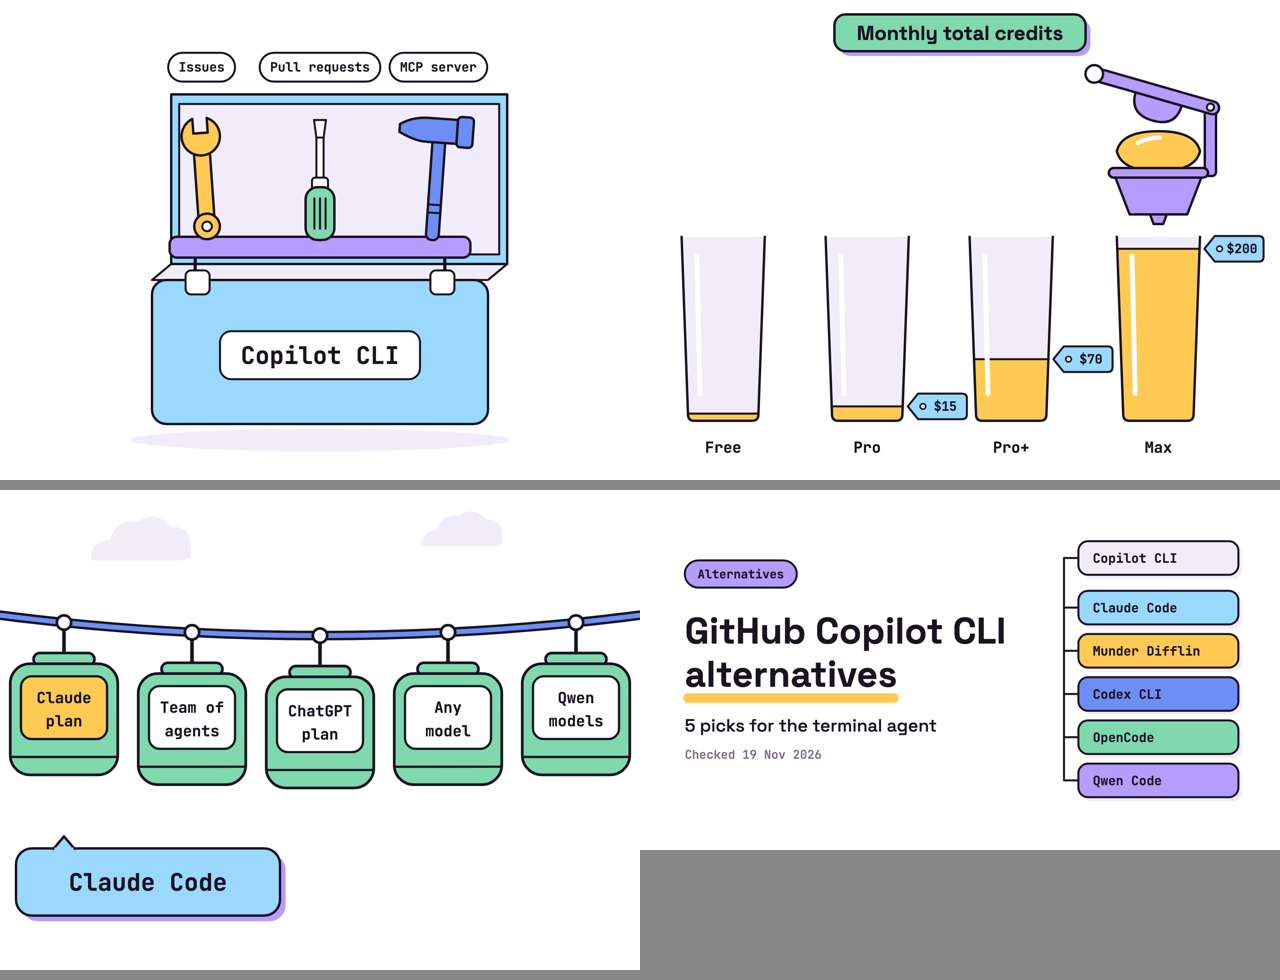 Issues
Pull requests
MCP server
Copilot CLI
Monthly total credits
$200
$70
$15
Free
Pro
Pro+
Max
Claude
plan
Team of
agents
ChatGPT
plan
Any
model
Qwen
models
Claude Code
Alternatives
GitHub Copilot CLI
alternatives
5 picks for the terminal agent
Checked 19 Nov 2026
Copilot CLI
Claude Code
Munder Difflin
Codex CLI
OpenCode
Qwen Code